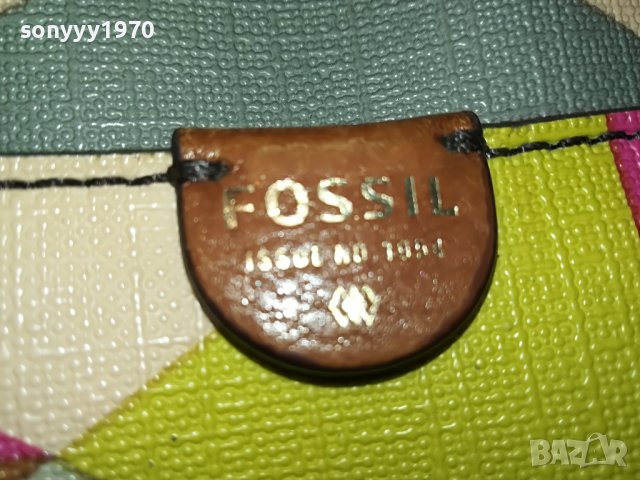 sonyyy1970
FOSSIL
ISSUE NO 1954
BAZAR